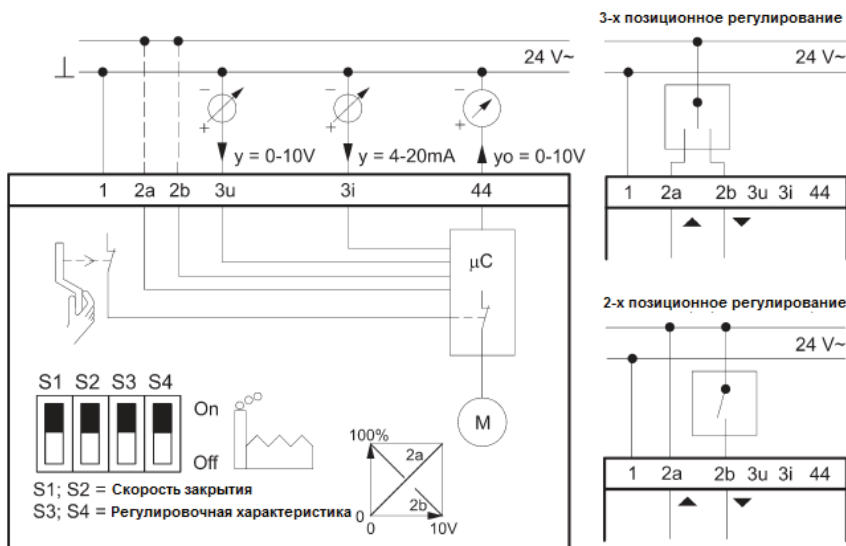 24 V~
⊥
y = 0-10V
y = 4-20mA
yo = 0-10V
1 2a 2b 3u 3i 44
μC
M
S1 S2 S3 S4
On
Off
100%
2a
2b
0
0 10V
S1; S2 = Скорость закрытия
S3; S4 = Регулировочная характеристика
3-х позиционное регулирование
24 V~
1 2a 2b 3u 3i 44
2-х позиционное регулирование
24 V~
1 2a 2b 3u 3i 44